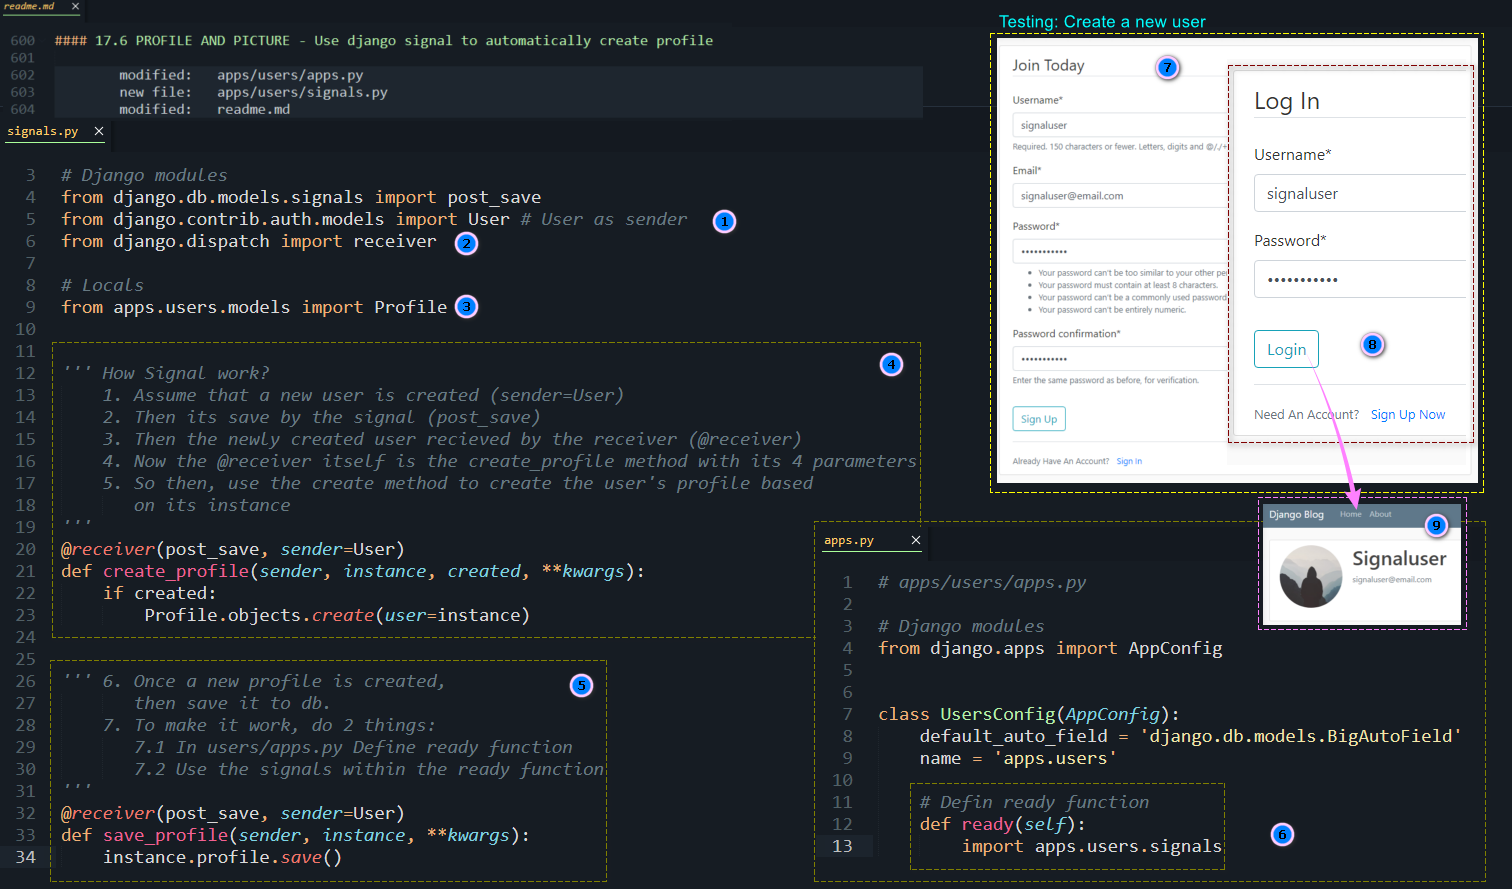 readme.md ×
600 #### 17.6 PROFILE AND PICTURE - Use django signal to automatically create profile
601
602 modified: apps/users/apps.py
603 new file: apps/users/signals.py
604 modified: readme.md
signals.py ×
3 # Django modules
4 from django.db.models.signals import post_save
5 from django.contrib.auth.models import User # User as sender 1
6 from django.dispatch import receiver 2
7
8 # Locals
9 from apps.users.models import Profile 3
10
11
12 ''' How Signal work? 4
13 1. Assume that a new user is created (sender=User)
14 2. Then its save by the signal (post_save)
15 3. Then the newly created user recieved by the receiver (@receiver)
16 4. Now the @receiver itself is the create_profile method with its 4 parameters
17 5. So then, use the create method to create the user's profile based
18 on its instance
19 '''
20 @receiver(post_save, sender=User)
21 def create_profile(sender, instance, created, **kwargs):
22 if created:
23 Profile.objects.create(user=instance)
24
25
26 ''' 6. Once a new profile is created, 5
27 then save it to db.
28 7. To make it work, do 2 things:
29 7.1 In users/apps.py Define ready function
30 7.2 Use the signals within the ready function
31 '''
32 @receiver(post_save, sender=User)
33 def save_profile(sender, instance, **kwargs):
34 instance.profile.save()
Testing: Create a new user
Join Today 7
Username*
signaluser
Required. 150 characters or fewer. Letters, digits and @/./+
Email*
signaluser@email.com
Password*
•••••••••••
• Your password can't be too similar to your other pe
• Your password must contain at least 8 characters.
• Your password can't be a commonly used password
• Your password can't be entirely numeric.
Password confirmation*
•••••••••••
Enter the same password as before, for verification.
Sign Up
Already Have An Account? Sign In
Log In
Username*
signaluser
Password*
•••••••••••
Login 8
Need An Account? Sign Up Now
Django Blog Home About 9
Signaluser
signaluser@email.com
apps.py ×
1 # apps/users/apps.py
2
3 # Django modules
4 from django.apps import AppConfig
5
6
7 class UsersConfig(AppConfig):
8 default_auto_field = 'django.db.models.BigAutoField'
9 name = 'apps.users'
10
11 # Defin ready function
12 def ready(self): 6
13 import apps.users.signals